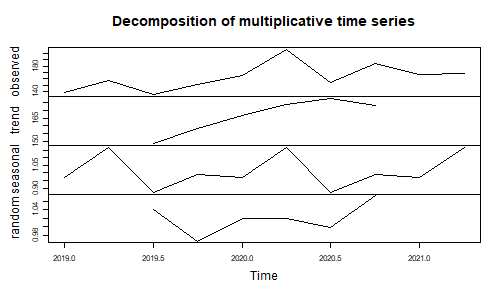 Decomposition of multiplicative time series
observed
180
140
trend
165
150
seasonal
1.05
0.90
random
1.04
0.98
2019.0 2019.5 2020.0 2020.5 2021.0
Time